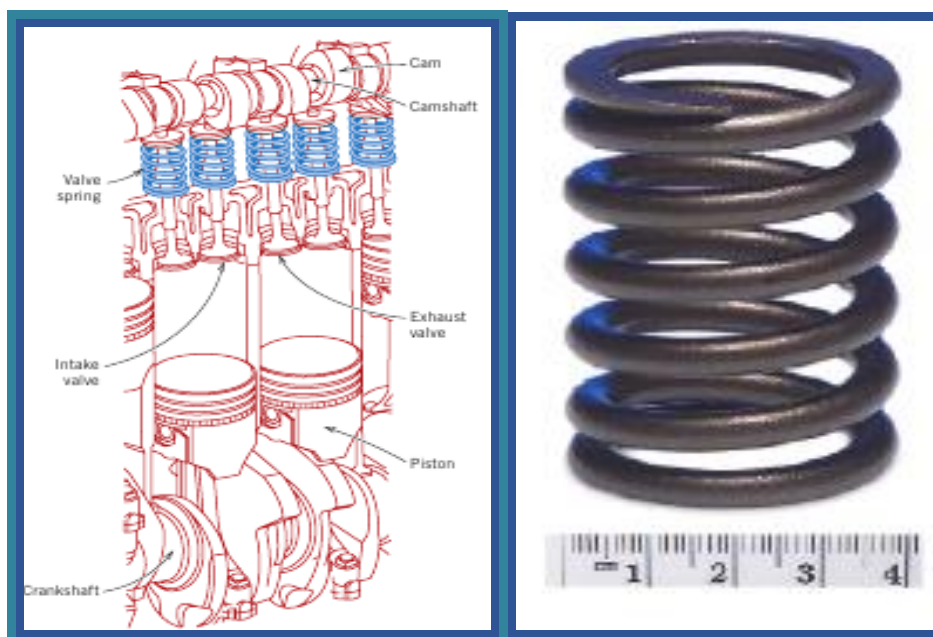 Cam
Camshaft
Valve
spring
Exhaust
valve
Intake
valve
Piston
Crankshaft
1 2 3 4